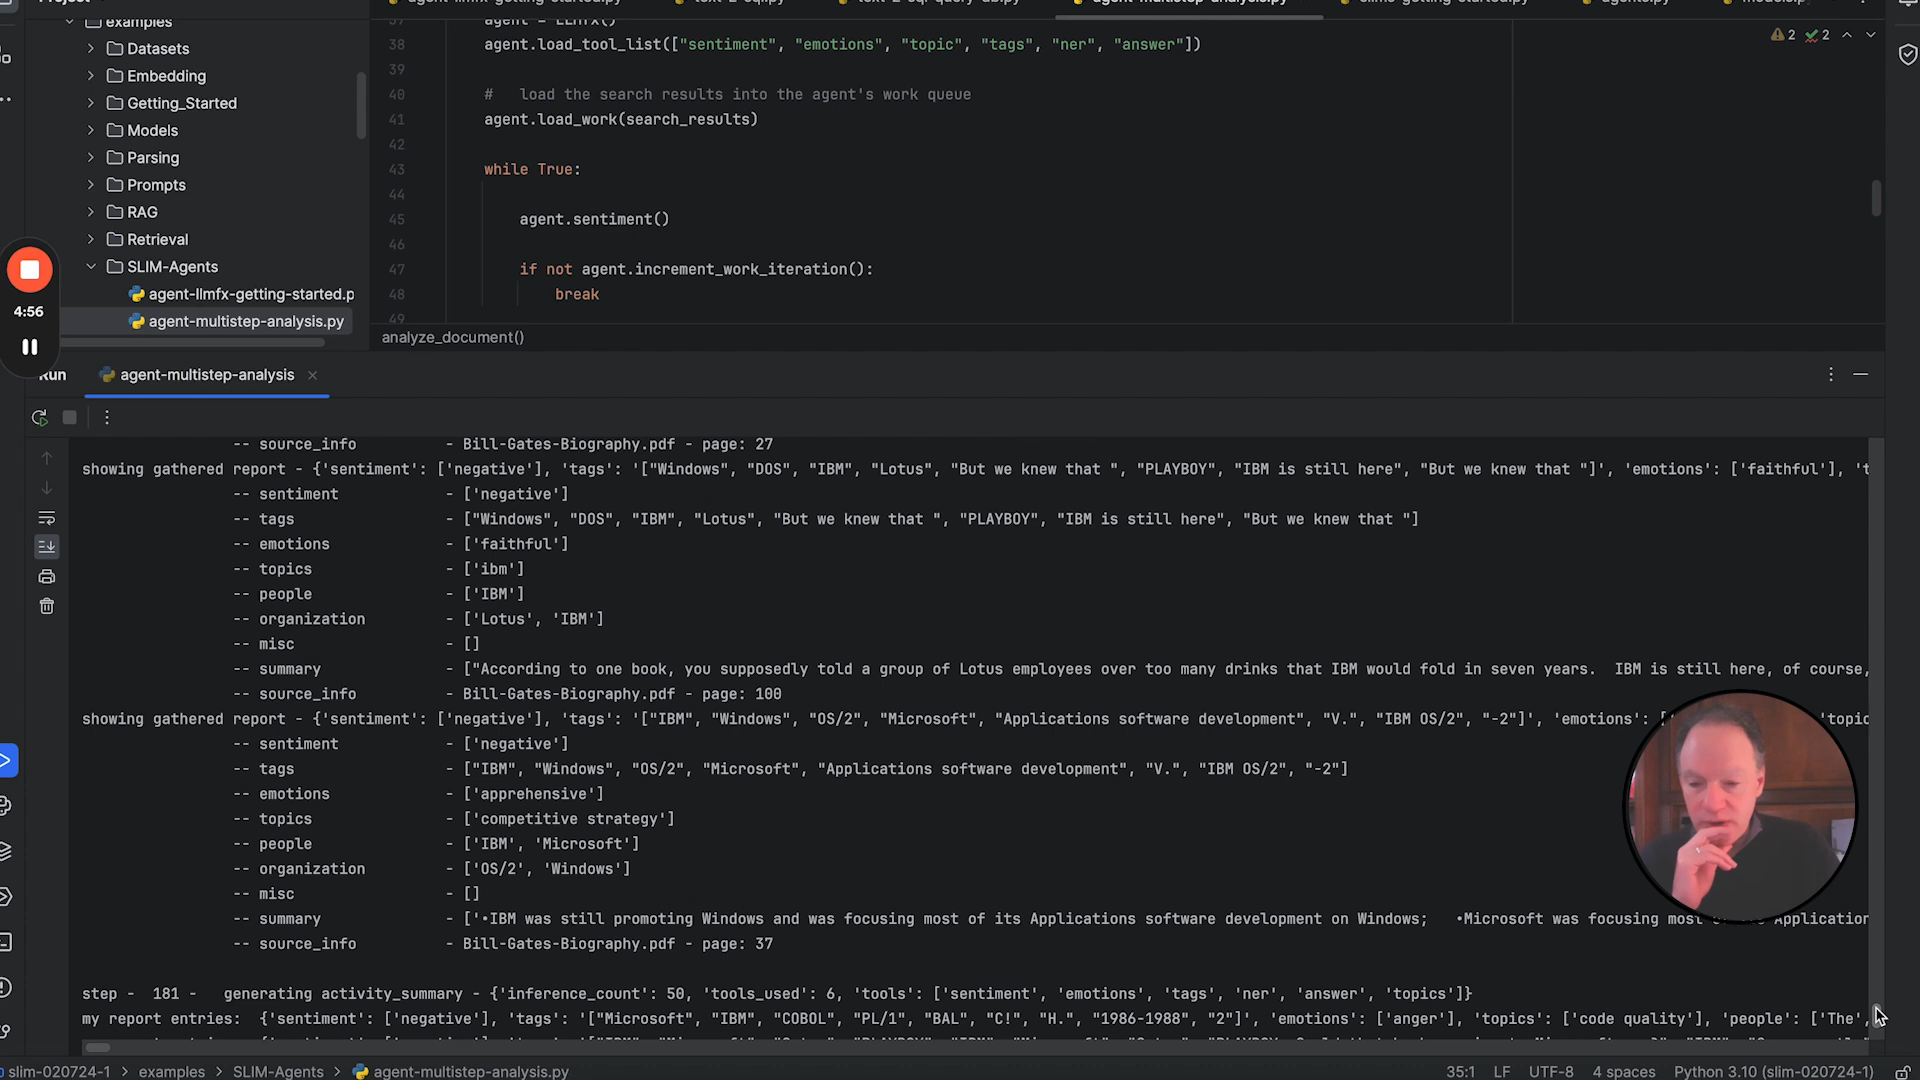 Project
examples
Datasets
Embedding
Getting_Started
Models
Parsing
Prompts
RAG
Retrieval
SLIM-Agents
agent-llmfx-getting-started.p
agent-multistep-analysis.py
4:56
37 agent = LLMfx()
38 agent.load_tool_list(["sentiment", "emotions", "topic", "tags", "ner", "answer"])
39
40 #   load the search results into the agent's work queue
41 agent.load_work(search_results)
42
43 while True:
44
45 agent.sentiment()
46
47 if not agent.increment_work_iteration():
48 break
49
2 2
analyze_document()
Run agent-multistep-analysis
-- source_info - Bill-Gates-Biography.pdf - page: 27
showing gathered report - {'sentiment': ['negative'], 'tags': '["Windows", "DOS", "IBM", "Lotus", "But we knew that ", "PLAYBOY", "IBM is still here", "But we knew that "]', 'emotions': ['faithful'], 't
-- sentiment - ['negative']
-- tags - ["Windows", "DOS", "IBM", "Lotus", "But we knew that ", "PLAYBOY", "IBM is still here", "But we knew that "]
-- emotions - ['faithful']
-- topics - ['ibm']
-- people - ['IBM']
-- organization - ['Lotus', 'IBM']
-- misc - []
-- summary - ["According to one book, you supposedly told a group of Lotus employees over too many drinks that IBM would fold in seven years.  IBM is still here, of course,
-- source_info - Bill-Gates-Biography.pdf - page: 100
showing gathered report - {'sentiment': ['negative'], 'tags': '["IBM", "Windows", "OS/2", "Microsoft", "Applications software development", "V.", "IBM OS/2", "-2"]', 'emotions': [ 'topic
-- sentiment - ['negative']
-- tags - ["IBM", "Windows", "OS/2", "Microsoft", "Applications software development", "V.", "IBM OS/2", "-2"]
-- emotions - ['apprehensive']
-- topics - ['competitive strategy']
-- people - ['IBM', 'Microsoft']
-- organization - ['OS/2', 'Windows']
-- misc - []
-- summary - ['•IBM was still promoting Windows and was focusing most of its Applications software development on Windows;   •Microsoft was focusing most Application
-- source_info - Bill-Gates-Biography.pdf - page: 37
step -  181 -   generating activity_summary - {'inference_count': 50, 'tools_used': 6, 'tools': ['sentiment', 'emotions', 'tags', 'ner', 'answer', 'topics']}
my report entries:  {'sentiment': ['negative'], 'tags': '["Microsoft", "IBM", "COBOL", "PL/1", "BAL", "C!", "H.", "1986-1988", "2"]', 'emotions': ['anger'], 'topics': ['code quality'], 'people': ['The',
slim-020724-1 > examples > SLIM-Agents > agent-multistep-analysis.py
35:1 LF UTF-8 4 spaces Python 3.10 (slim-020724-1)